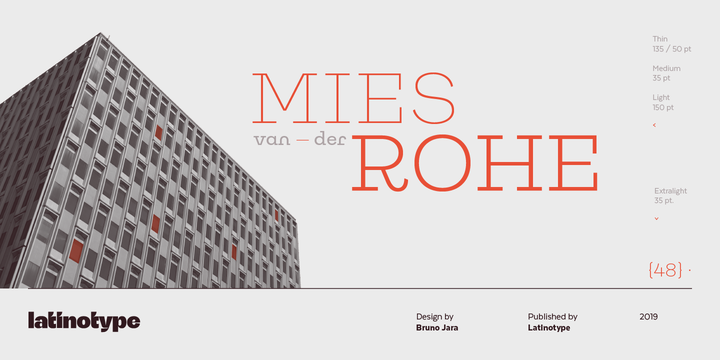 MIES
van — der
ROHE
Thin
135 / 50 pt
Medium
35 pt
Light
150 pt
Extralight
35 pt.
{48}
latinotype
Design by
Bruno Jara
Published by
Latinotype
2019